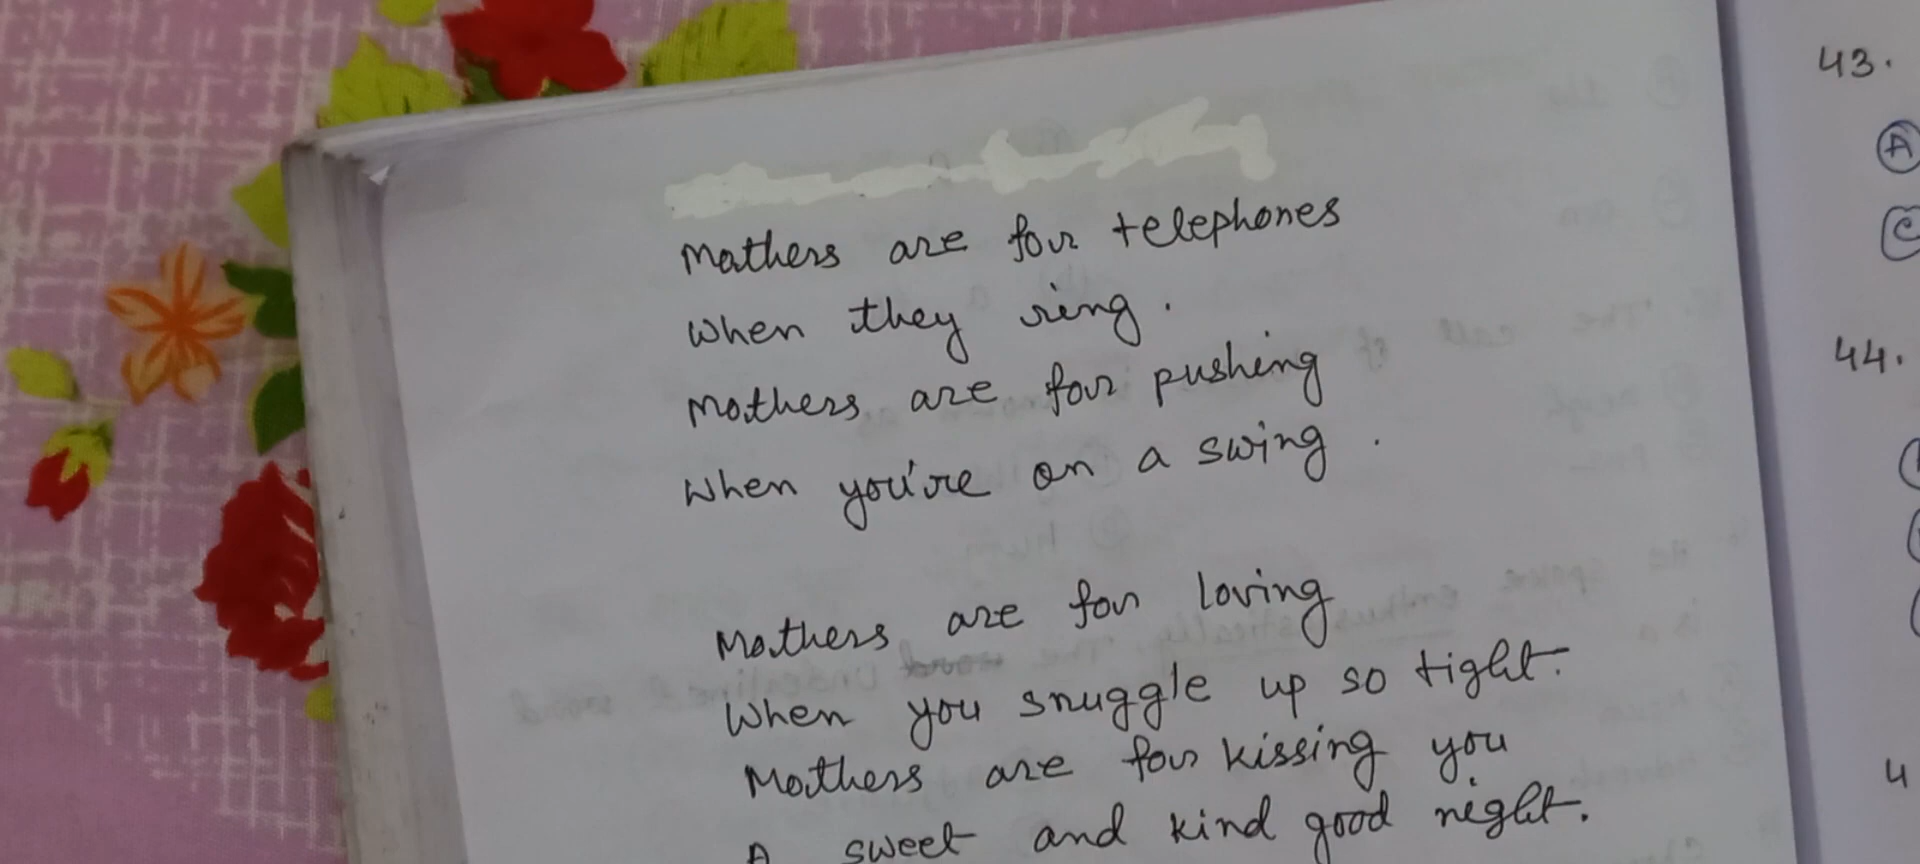 Mothers are for telephones
When they ring.
Mothers are for pushing
When you're on a swing.
Mothers are for loving
When you snuggle up so tight.
Mothers are for kissing you
A sweet and kind good night.
43.
A
C
44.
4